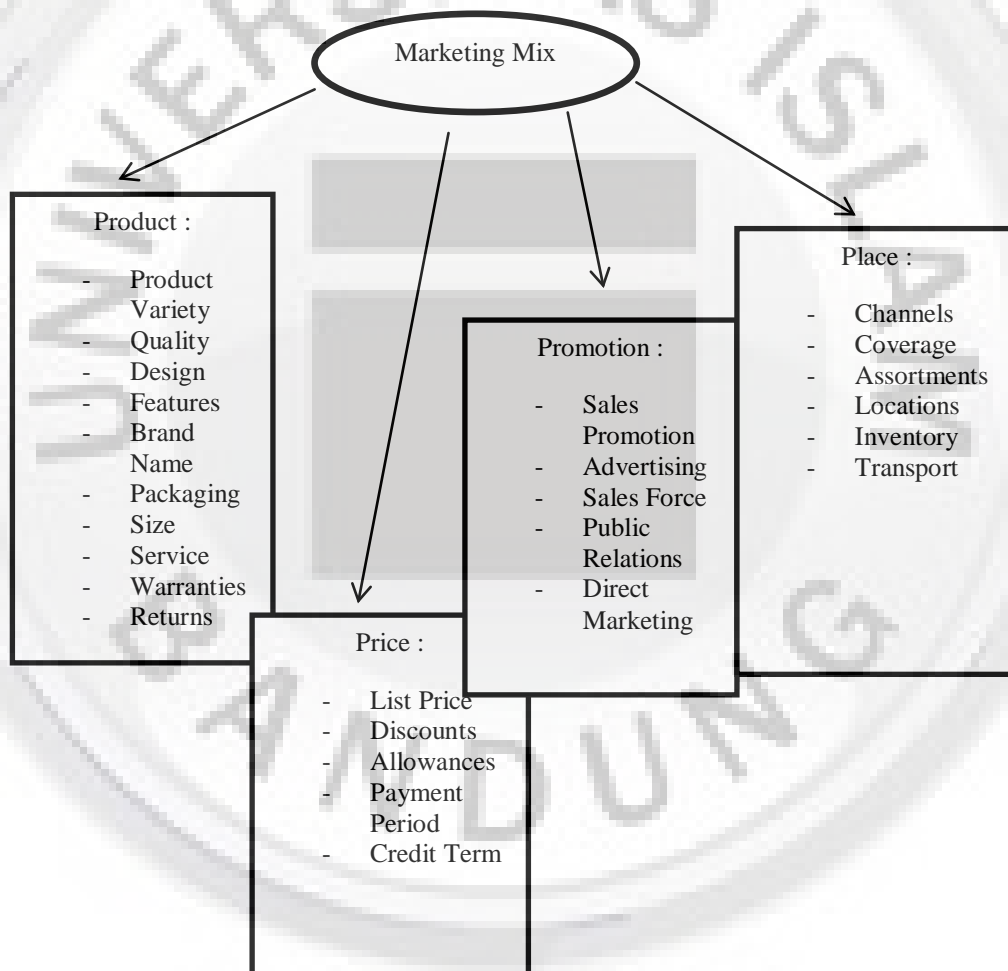 Marketing Mix
Product :
- Product
Variety
- Quality
- Design
- Features
- Brand
Name
- Packaging
- Size
- Service
- Warranties
- Returns
Price :
- List Price
- Discounts
- Allowances
- Payment
Period
- Credit Term
Promotion :
- Sales
Promotion
- Advertising
- Sales Force
- Public
Relations
- Direct
Marketing
Place :
- Channels
- Coverage
- Assortments
- Locations
- Inventory
- Transport
ISLAM
BANDUNG